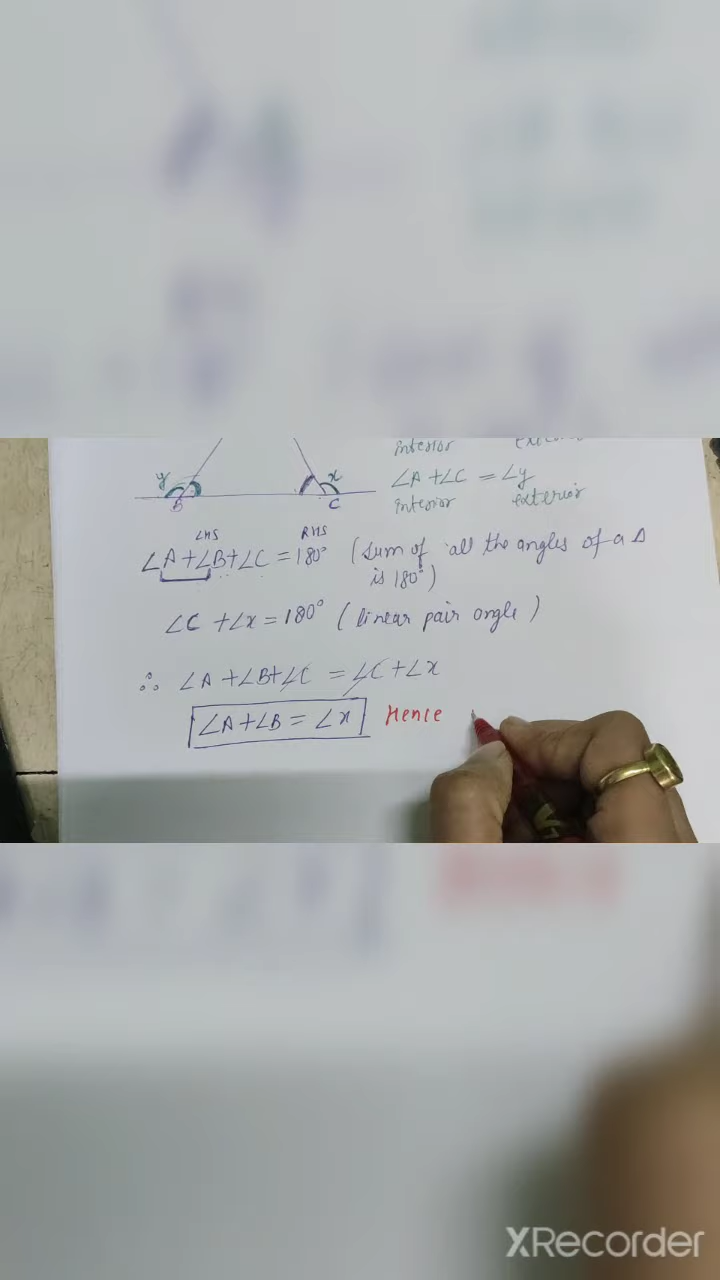 interior
∠A + ∠C = ∠y
interior exterior
y x
B C
LHS RHS
∠A + ∠B + ∠C = 180° (Sum of all the angles of a Δ
is 180°)
∠C + ∠x = 180° (linear pair angle)
∴ ∠A + ∠B + ∠C = ∠C + ∠x
∠A + ∠B = ∠x Hence
XRecorder